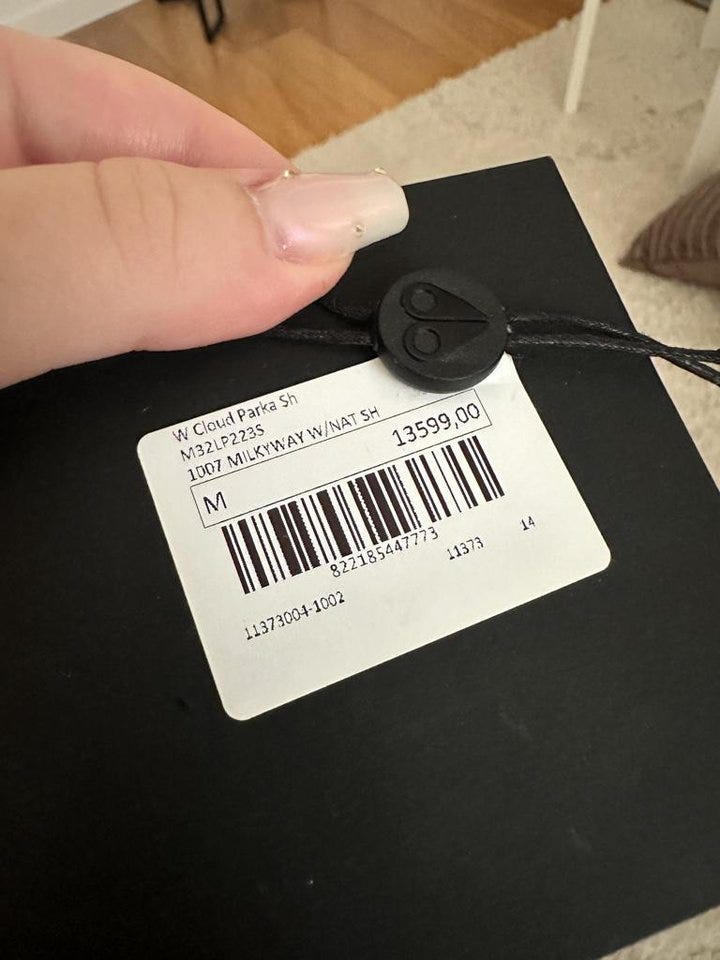 W Cloud Parka Sh
M32LP223S
1007 MILKYWAY W/NAT SH
M 13599,00
822185447773
11373 14
11373004-1002